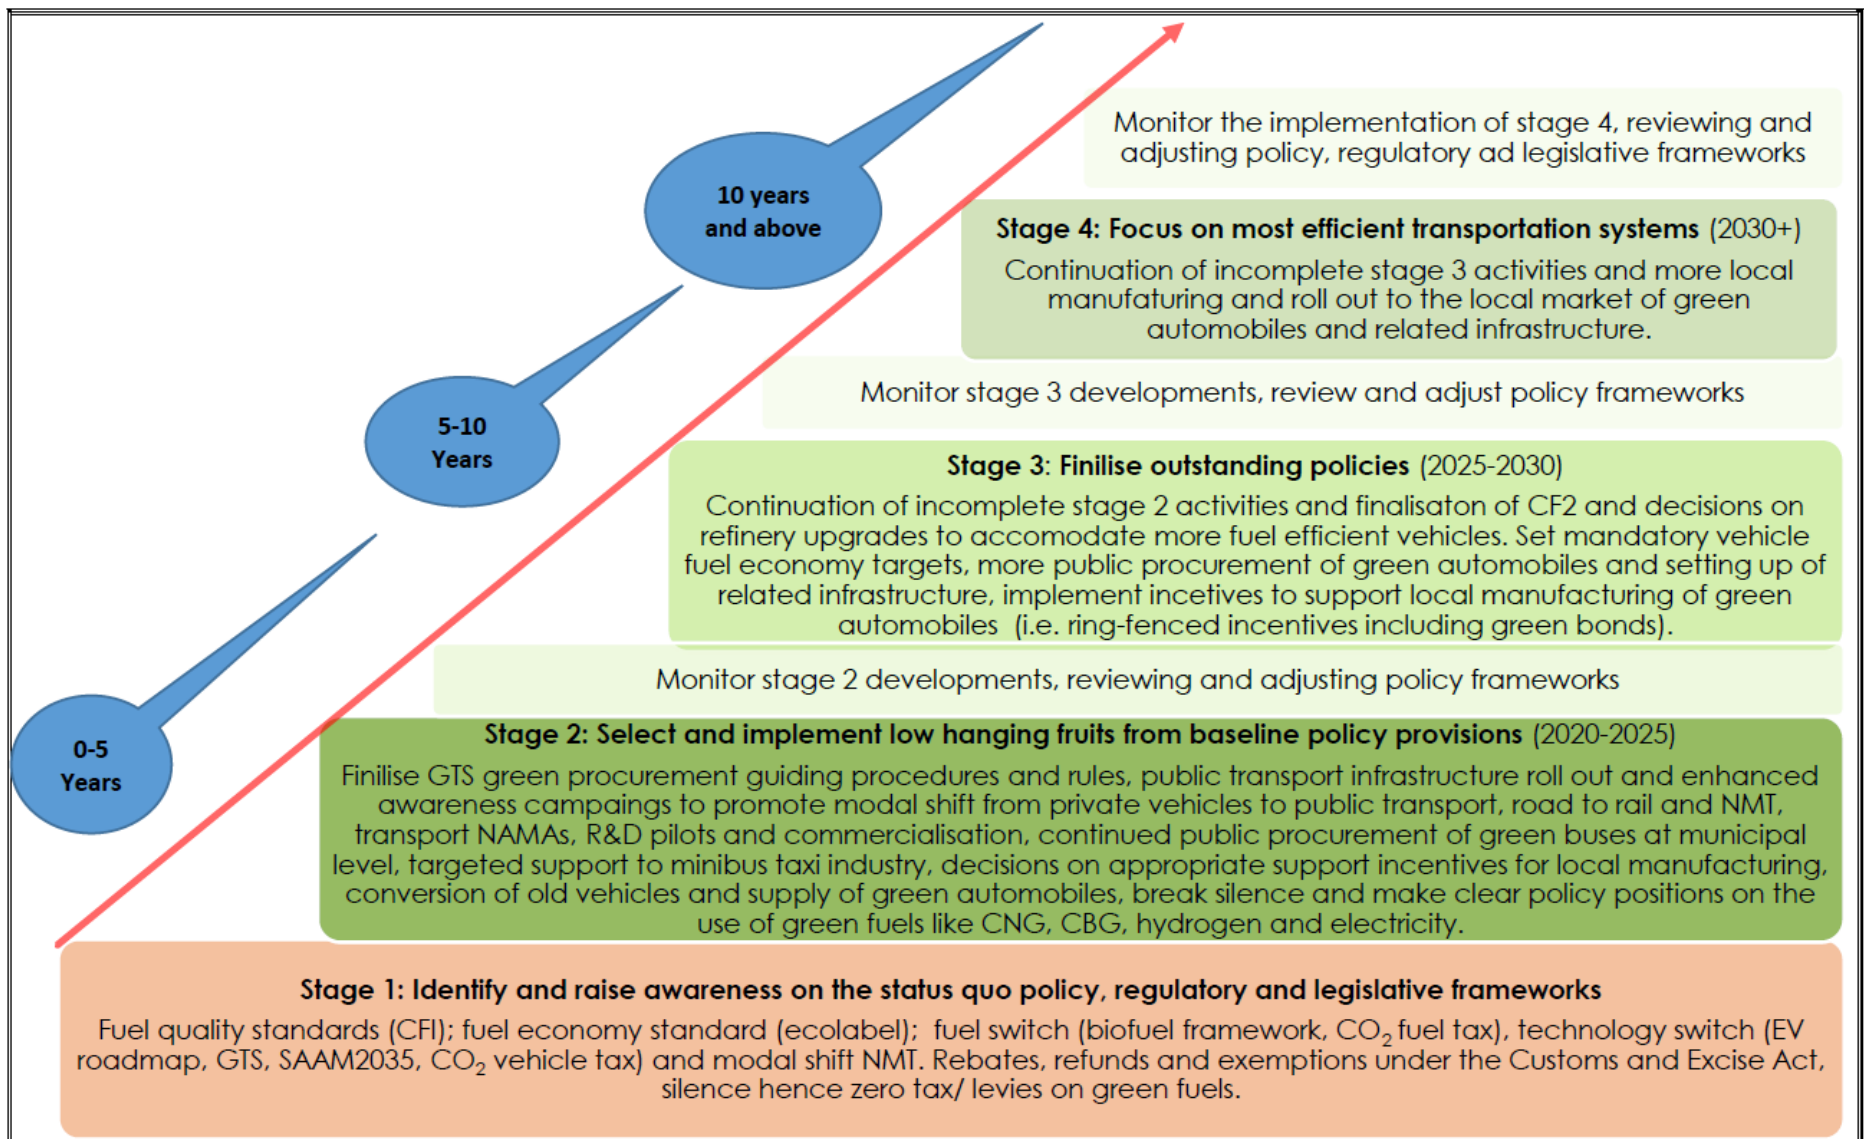 Monitor the implementation of stage 4, reviewing and
adjusting policy, regulatory ad legislative frameworks
10 years
and above
Stage 4: Focus on most efficient transportation systems (2030+)
Continuation of incomplete stage 3 activities and more local
manufaturing and roll out to the local market of green
automobiles and related infrastructure.
Monitor stage 3 developments, review and adjust policy frameworks
5-10
Years
Stage 3: Finilise outstanding policies (2025-2030)
Continuation of incomplete stage 2 activities and finalisaton of CF2 and decisions on
refinery upgrades to accomodate more fuel efficient vehicles. Set mandatory vehicle
fuel economy targets, more public procurement of green automobiles and setting up of
related infrastructure, implement incetives to support local manufacturing of green
automobiles (i.e. ring-fenced incentives including green bonds).
Monitor stage 2 developments, reviewing and adjusting policy frameworks
0-5
Years
Stage 2: Select and implement low hanging fruits from baseline policy provisions (2020-2025)
Finilise GTS green procurement guiding procedures and rules, public transport infrastructure roll out and enhanced
awareness campaings to promote modal shift from private vehicles to public transport, road to rail and NMT,
transport NAMAs, R&D pilots and commercialisation, continued public procurement of green buses at municipal
level, targeted support to minibus taxi industry, decisions on appropriate support incentives for local manufacturing,
conversion of old vehicles and supply of green automobiles, break silence and make clear policy positions on the
use of green fuels like CNG, CBG, hydrogen and electricity.
Stage 1: Identify and raise awareness on the status quo policy, regulatory and legislative frameworks
Fuel quality standards (CFI); fuel economy standard (ecolabel); fuel switch (biofuel framework, CO₂ fuel tax), technology switch (EV
roadmap, GTS, SAAM2035, CO₂ vehicle tax) and modal shift NMT. Rebates, refunds and exemptions under the Customs and Excise Act,
silence hence zero tax/ levies on green fuels.